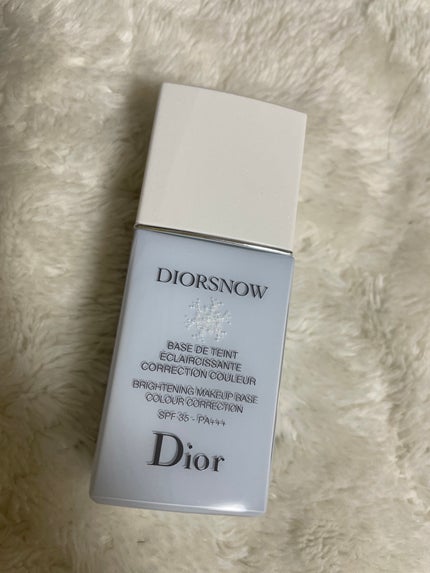 DIORSNOW
BASE DE TEINT
ÉCLAIRCISSANTE
CORRECTION COULEUR
BRIGHTENING MAKEUP BASE
COLOUR CORRECTION
SPF 35 - PA+++
Dior